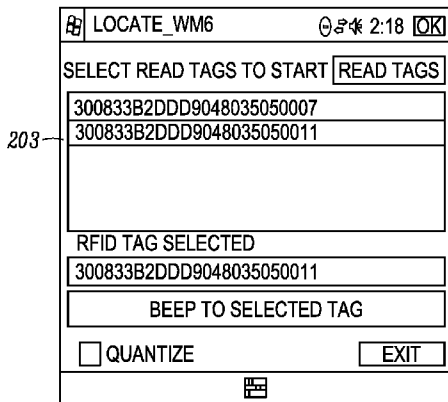 LOCATE_WM6 2:18 OK
SELECT READ TAGS TO START READ TAGS
300833B2DDD9048035050007
203 300833B2DDD9048035050011
RFID TAG SELECTED
300833B2DDD9048035050011
BEEP TO SELECTED TAG
QUANTIZE EXIT